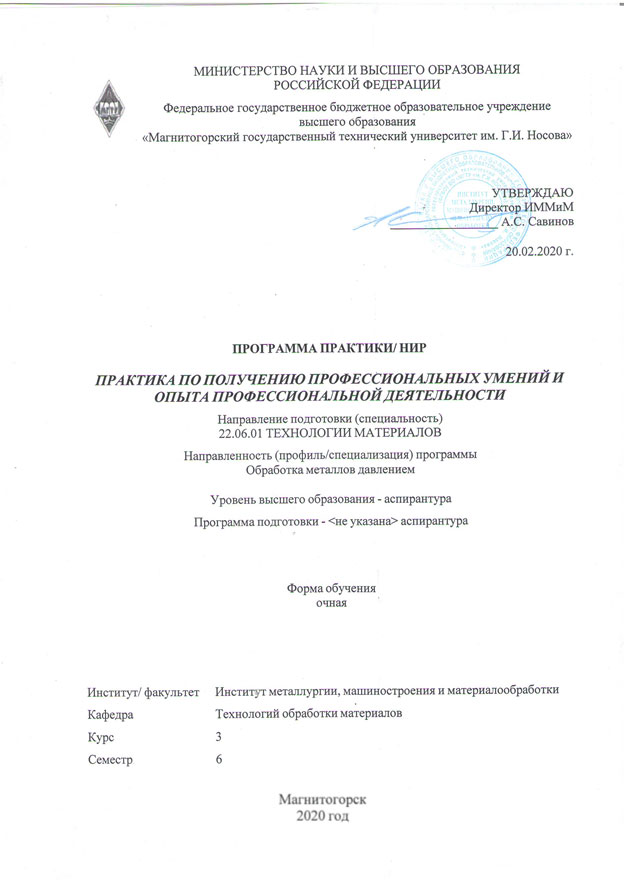 МИНИСТЕРСТВО НАУКИ И ВЫСШЕГО ОБРАЗОВАНИЯ
РОССИЙСКОЙ ФЕДЕРАЦИИ
Федеральное государственное бюджетное образовательное учреждение
высшего образования
«Магнитогорский государственный технический университет им. Г.И. Носова»
УТВЕРЖДАЮ
Директор ИММиМ
А.С. Савинов
20.02.2020 г.
ПРОГРАММА ПРАКТИКИ/ НИР
ПРАКТИКА ПО ПОЛУЧЕНИЮ ПРОФЕССИОНАЛЬНЫХ УМЕНИЙ И
ОПЫТА ПРОФЕССИОНАЛЬНОЙ ДЕЯТЕЛЬНОСТИ
Направление подготовки (специальность)
22.06.01 ТЕХНОЛОГИИ МАТЕРИАЛОВ
Направленность (профиль/специализация) программы
Обработка металлов давлением
Уровень высшего образования - аспирантура
Программа подготовки - <не указана> аспирантура
Форма обучения
очная
Институт/ факультет Институт металлургии, машиностроения и материалообработки
Кафедра Технологий обработки материалов
Курс 3
Семестр 6
Магнитогорск
2020 год